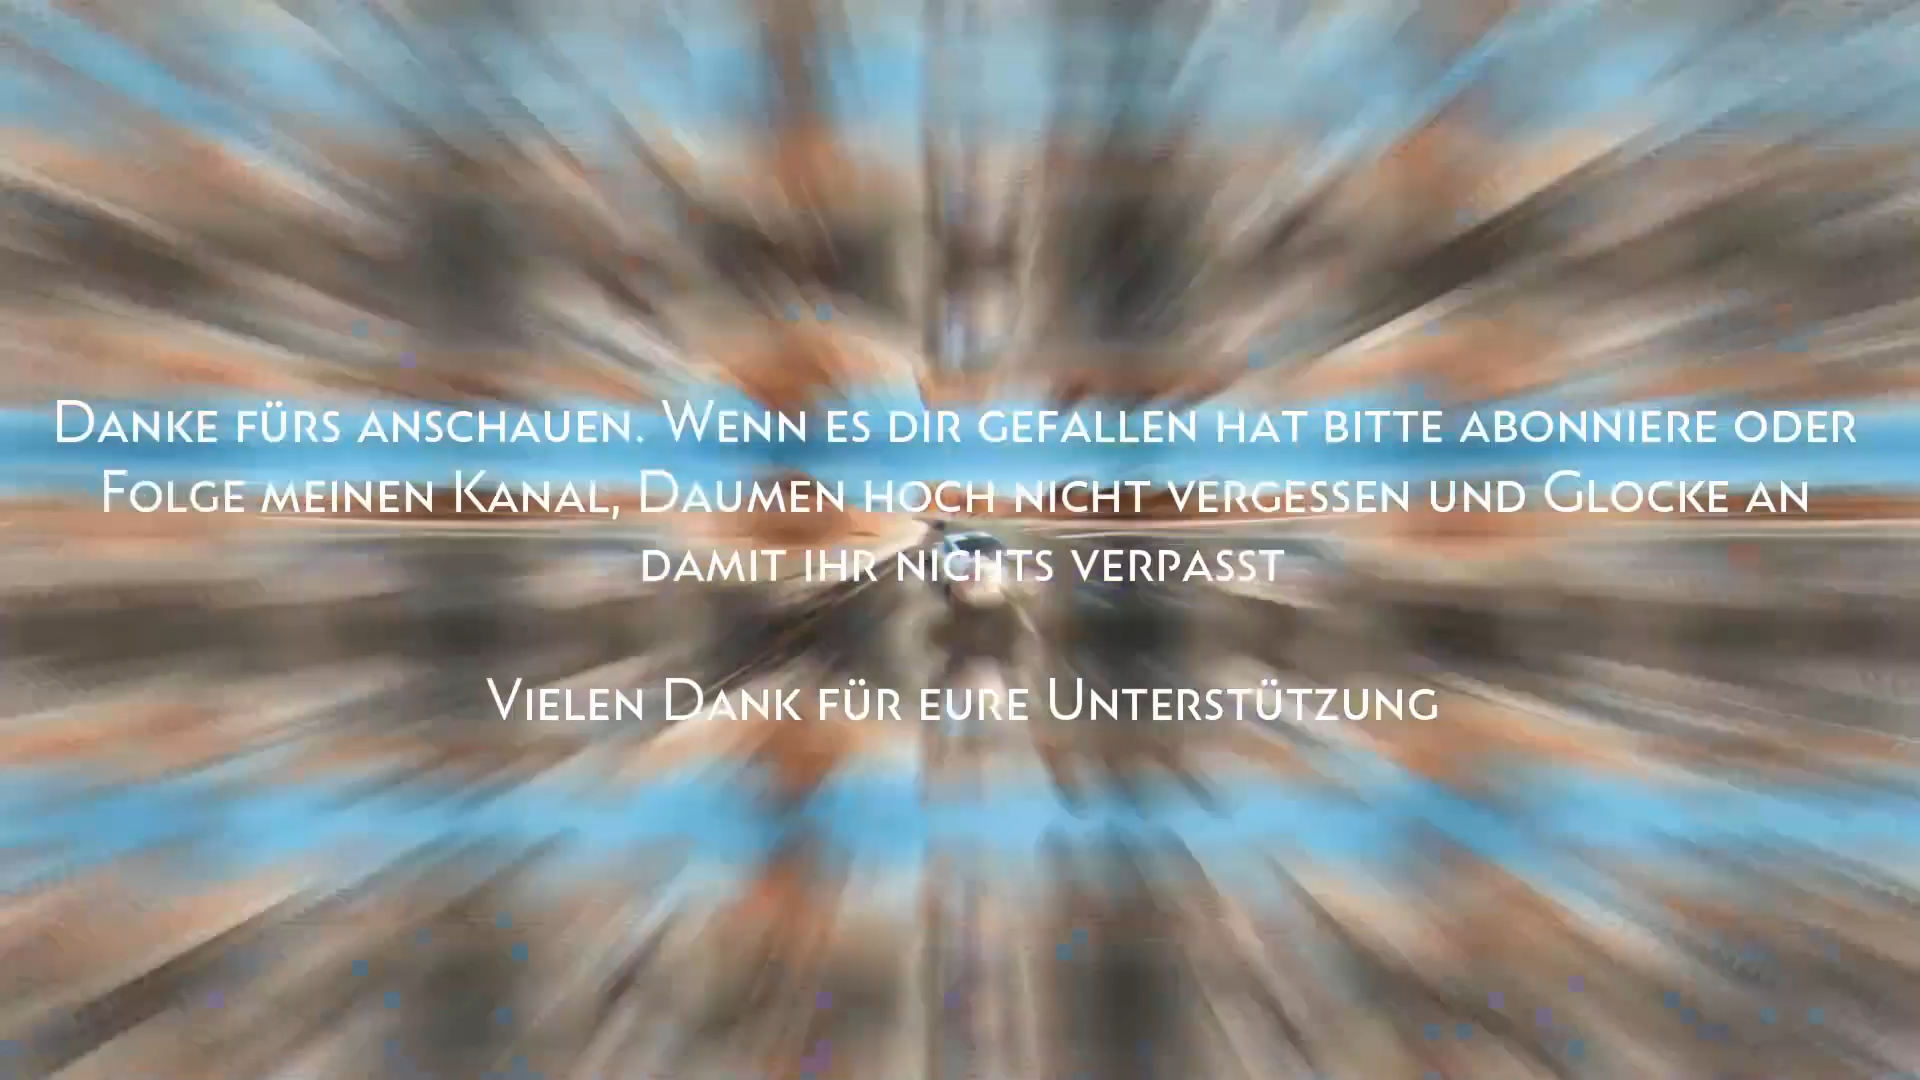 Danke fürs anschauen. Wenn es dir gefallen hat bitte abonniere oder
Folge meinen Kanal, Daumen hoch nicht vergessen und Glocke an
damit ihr nichts verpasst
Vielen Dank für eure Unterstützung